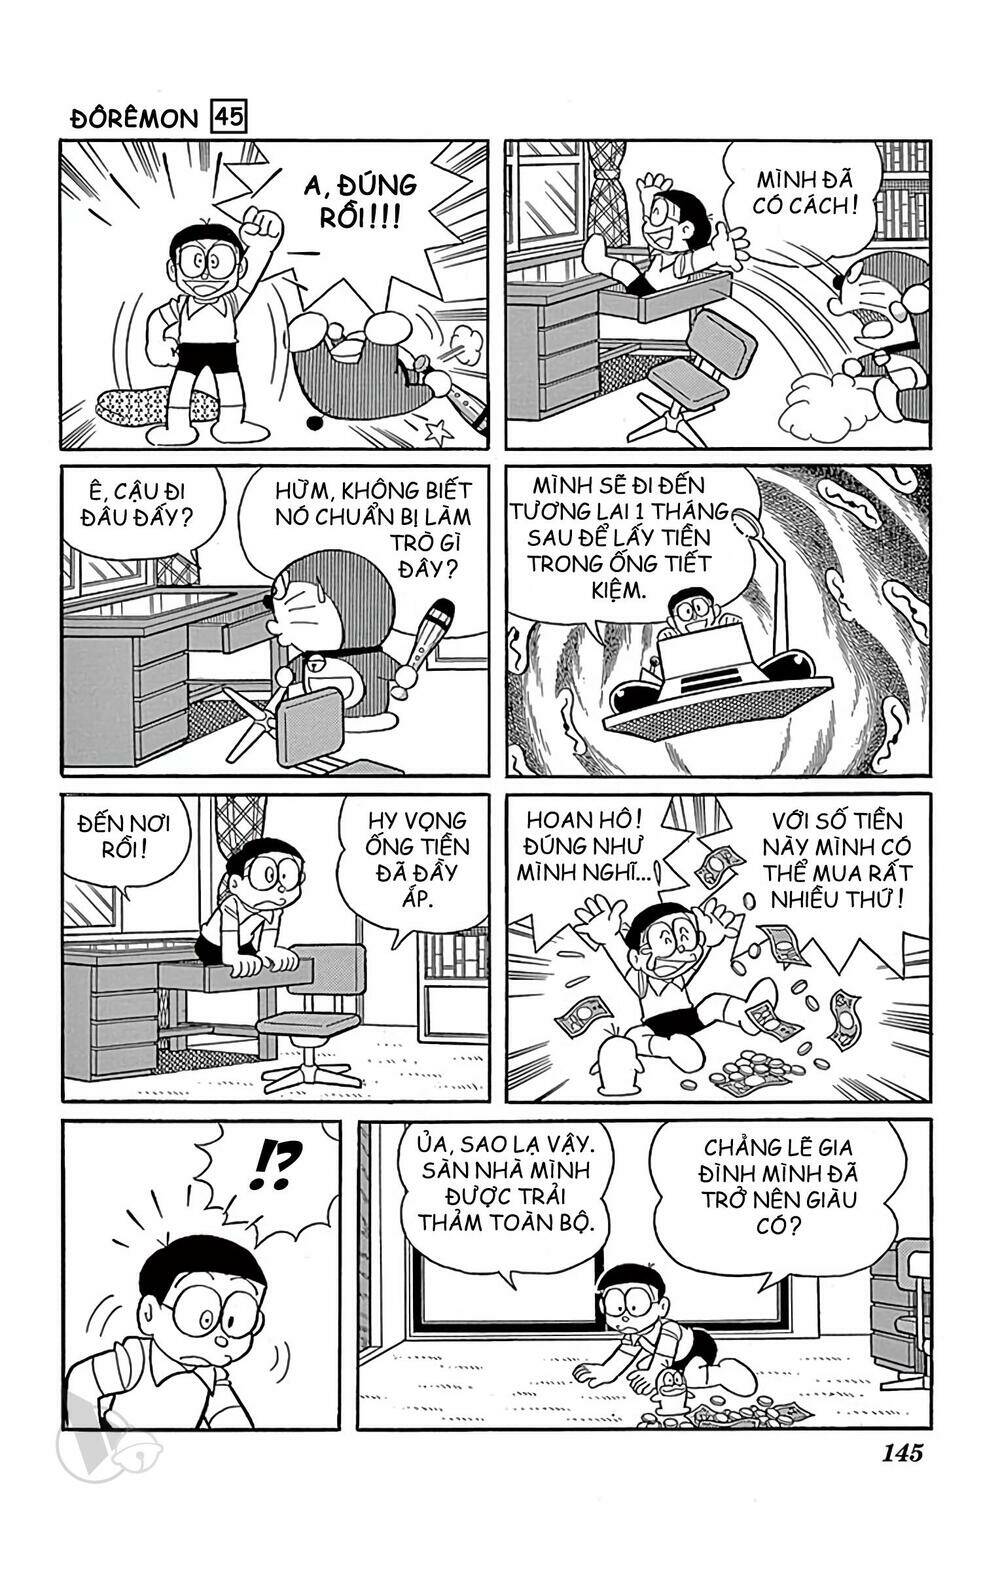 ĐÔRÊMON 45
A, ĐÚNG
RỒI!!!
MÌNH ĐÃ
CÓ CÁCH!
Ê, CẬU ĐI
ĐÂU ĐẤY?
HỪM, KHÔNG BIẾT
NÓ CHUẨN BỊ LÀM
TRÒ GÌ
ĐÂY?
MÌNH SẼ ĐI ĐẾN
TƯƠNG LAI 1 THÁNG
SAU ĐỂ LẤY TIỀN
TRONG ỐNG TIẾT
KIỆM.
ĐẾN NƠI
RỒI!
HY VỌNG
ỐNG TIỀN
ĐÃ ĐẦY
ẮP.
HOAN HÔ!
ĐÚNG NHƯ
MÌNH NGHĨ...
VỚI SỐ TIỀN
NÀY MÌNH CÓ
THỂ MUA RẤT
NHIỀU THỨ!
!?
ỦA, SAO LẠ VẬY.
SÀN NHÀ MÌNH
ĐƯỢC TRẢI
THẢM TOÀN BỘ.
CHẲNG LẼ GIA
ĐÌNH MÌNH ĐÃ
TRỞ NÊN GIÀU
CÓ?
145